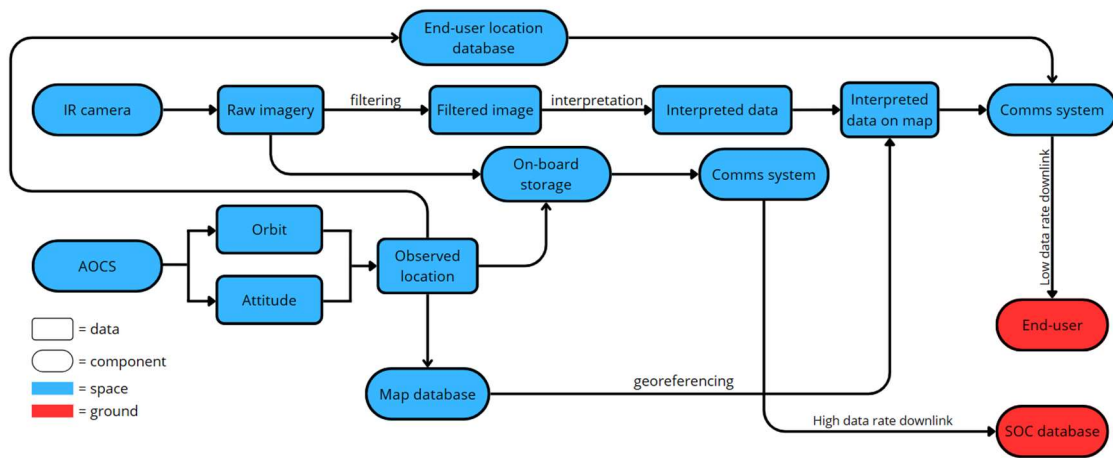 End-user location
database
IR camera
Raw imagery
filtering
Filtered image
interpretation
Interpreted data
Interpreted
data on map
Comms system
On-board
storage
Comms system
Low data rate downlink
Orbit
AOCS
Observed
location
Attitude
End-user
= data
= component
= space
= ground
Map database
georeferencing
High data rate downlink
SOC database